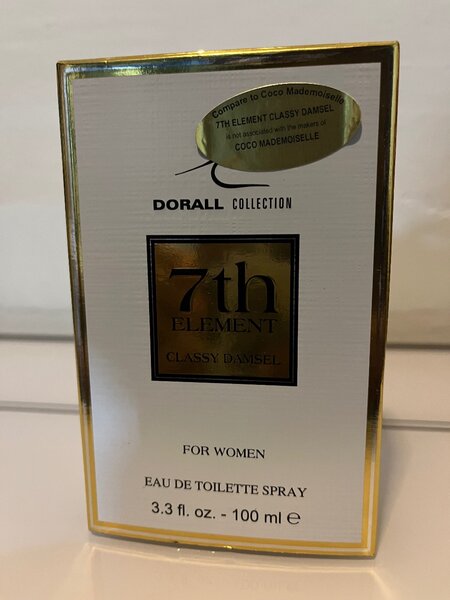 Compare to Coco Mademoiselle
7TH ELEMENT CLASSY DAMSEL
is not associated with the makers of
COCO MADEMOISELLE
DORALL COLLECTION
7th
ELEMENT
CLASSY DAMSEL
FOR WOMEN
EAU DE TOILETTE SPRAY
3.3 fl. oz. - 100 ml ℮